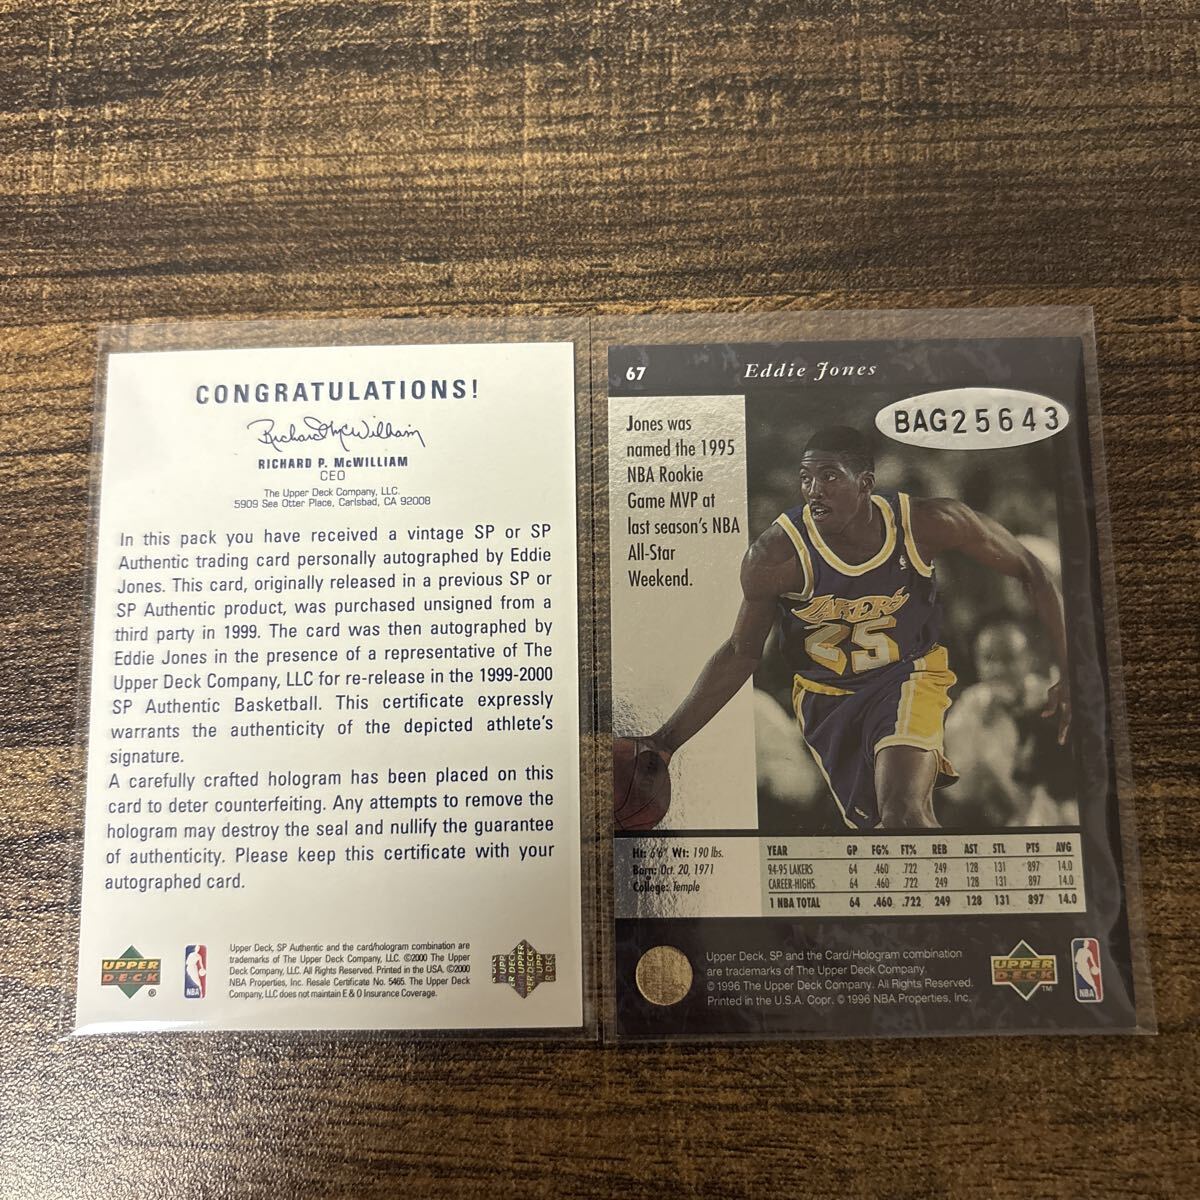 CONGRATULATIONS!
Richard McWilliam
RICHARD P. McWILLIAM
CEO
The Upper Deck Company, LLC.
5909 Sea Otter Place, Carlsbad, CA 92008
In this pack you have received a vintage SP or SP
Authentic trading card personally autographed by Eddie
Jones. This card, originally released in a previous SP or
SP Authentic product, was purchased unsigned from a
third party in 1999. The card was then autographed by
Eddie Jones in the presence of a representative of The
Upper Deck Company, LLC for re-release in the 1999-2000
SP Authentic Basketball. This certificate expressly
warrants the authenticity of the depicted athlete's
signature.
A carefully crafted hologram has been placed on this
card to deter counterfeiting. Any attempts to remove the
hologram may destroy the seal and nullify the guarantee
of authenticity. Please keep this certificate with your
autographed card.
UPPER
DECK
®
NBA
Upper Deck, SP Authentic and the card/hologram combination are
trademarks of The Upper Deck Company, LLC. ©2000 The Upper
Deck Company, LLC. All Rights Reserved. Printed in the USA. ©2000
NBA Properties, Inc. Resale Certificate No. 5465. The Upper Deck
Company, LLC does not maintain E & O Insurance Coverage.
67
Eddie Jones
BAG25643
Jones was
named the 1995
NBA Rookie
Game MVP at
last season's NBA
All-Star
Weekend.
LAKERS
25
Ht: 6'6" Wt: 190 lbs.
Born: Oct. 20, 1971
College: Temple
YEAR GP FG% FT% REB AST STL PTS AVG
94-95 LAKERS 64 .460 .722 249 128 131 897 14.0
CAREER-HIGHS 64 .460 .722 249 128 131 897 14.0
1 NBA TOTAL 64 .460 .722 249 128 131 897 14.0
Upper Deck, SP and the Card/Hologram combination
are trademarks of The Upper Deck Company.
© 1996 The Upper Deck Company. All Rights Reserved.
Printed in the U.S.A. Copr. © 1996 NBA Properties, Inc.
UPPER
DECK
TM
NBA